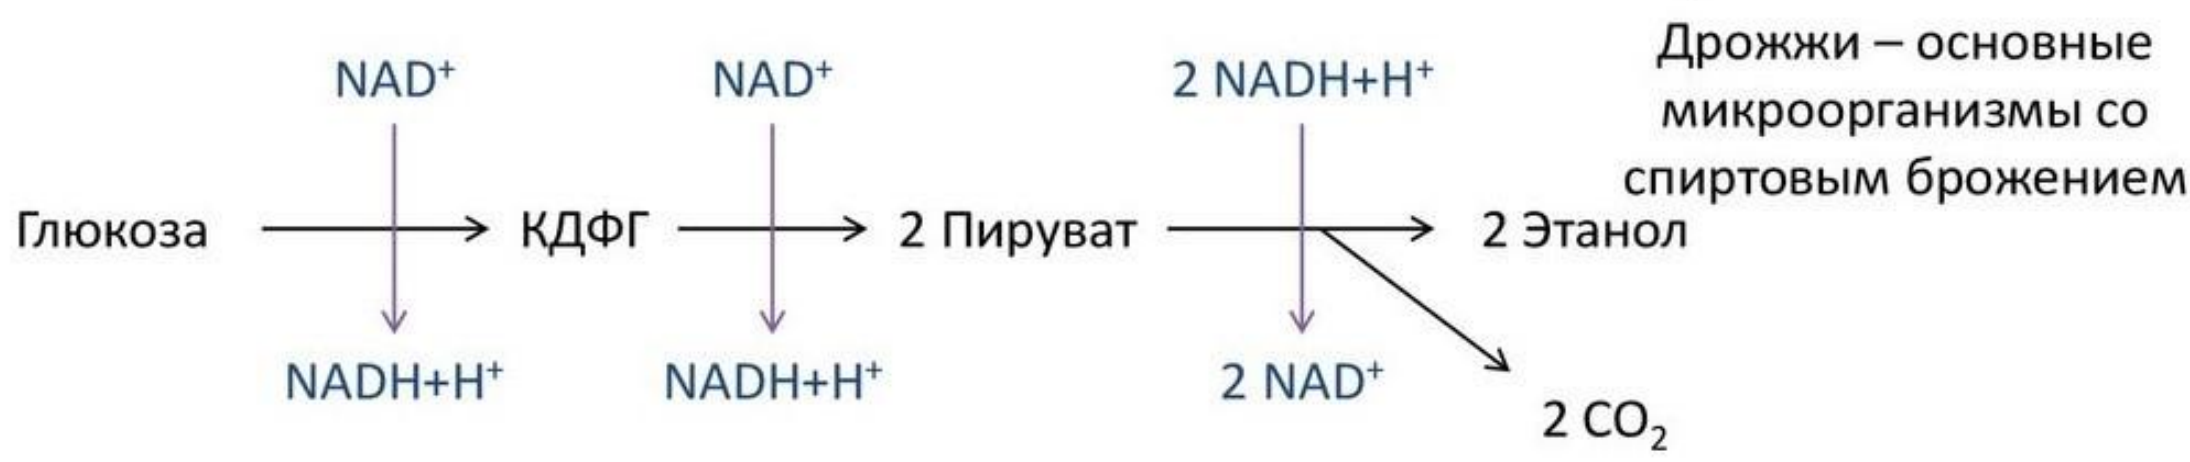 Дрожжи – основные
микроорганизмы со
спиртовым брожением
NAD⁺ NAD⁺ 2 NADH+H⁺
Глюкоза КДФГ 2 Пируват 2 Этанол
NADH+H⁺ NADH+H⁺ 2 NAD⁺
2 CO₂